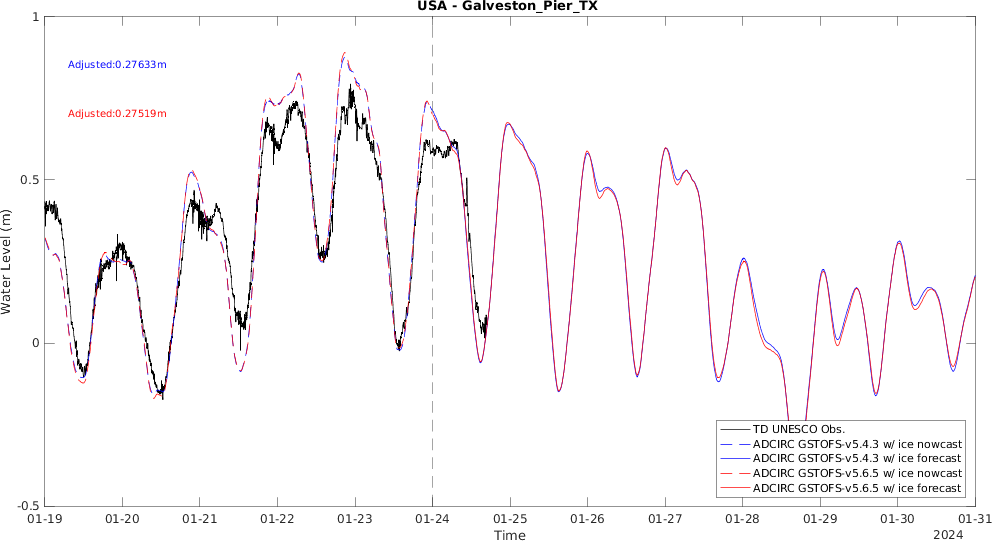 USA - Galveston_Pier_TX
1
Adjusted:0.27633m
Adjusted:0.27519m
0.5
Water Level (m)
0
TD UNESCO Obs.
ADCIRC GSTOFS-v5.4.3 w/ ice nowcast
ADCIRC GSTOFS-v5.4.3 w/ ice forecast
ADCIRC GSTOFS-v5.6.5 w/ ice nowcast
ADCIRC GSTOFS-v5.6.5 w/ ice forecast
-0.5
01-19 01-20 01-21 01-22 01-23 01-24 01-25 01-26 01-27 01-28 01-29 01-30 01-31
Time
2024